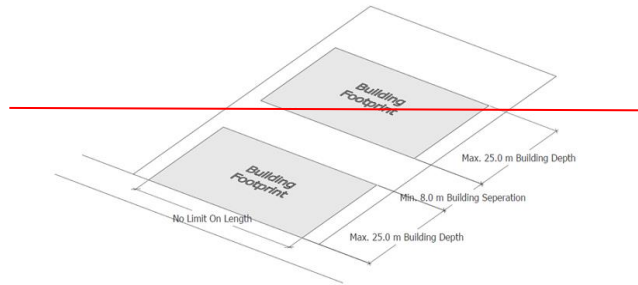 Building
Footprint
Max. 25.0 m Building Depth
Building
Footprint
Min. 8.0 m Building Seperation
No Limit On Length
Max. 25.0 m Building Depth